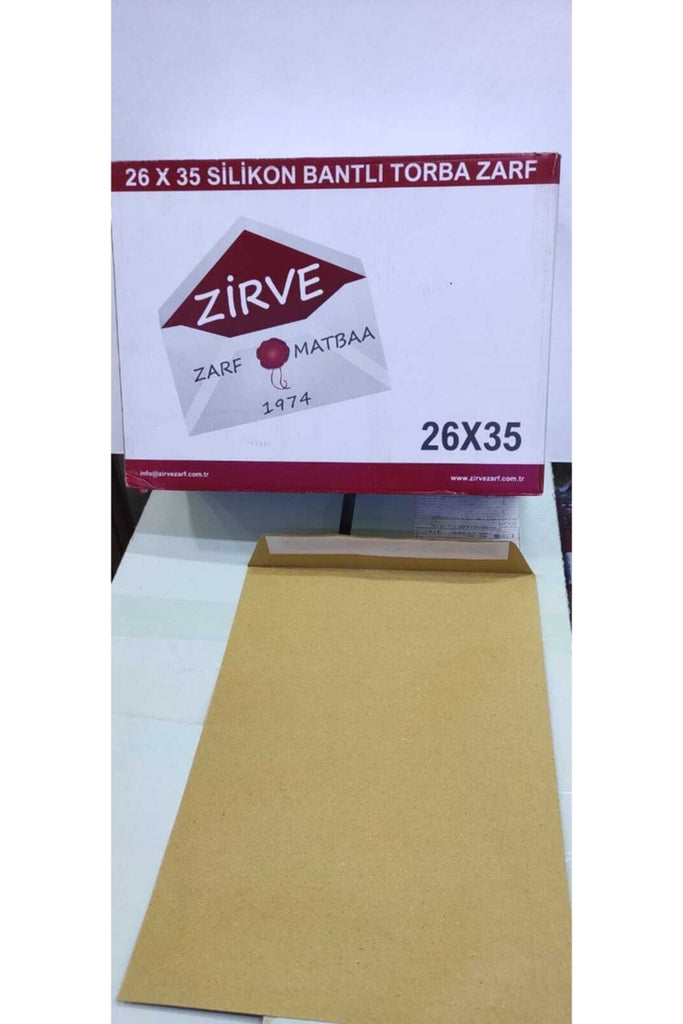 26 X 35 SİLİKON BANTLI TORBA ZARF
ZİRVE
ZARF MATBAA
1974
26X35
info@zirvezarf.com.tr www.zirvezarf.com.tr